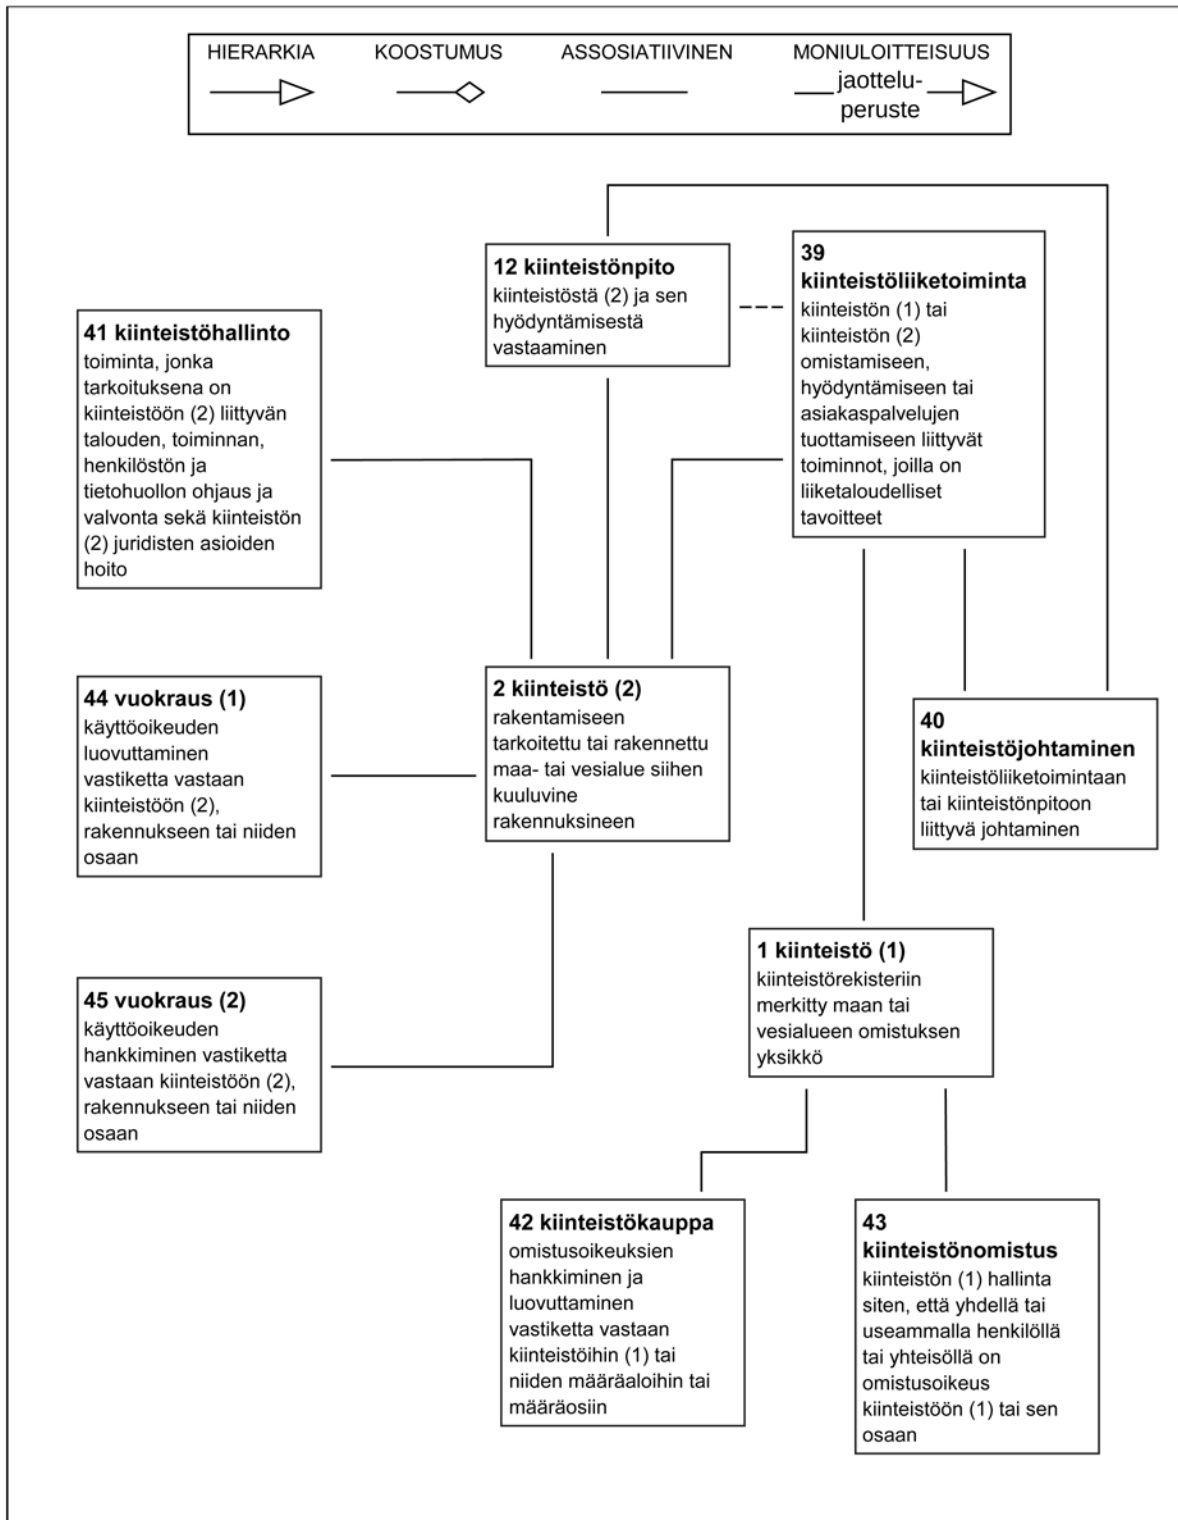 HIERARKIA
KOOSTUMUS
ASSOSIATIIVINEN
MONIULOITTEISUUS
jaottelu-
peruste
12 kiinteistönpito
kiinteistöstä (2) ja sen
hyödyntämisestä
vastaaminen
39
kiinteistöliiketoiminta
kiinteistön (1) tai
kiinteistön (2)
omistamiseen,
hyödyntämiseen tai
asiakaspalvelujen
tuottamiseen liittyvät
toiminnot, joilla on
liiketaloudelliset
tavoitteet
41 kiinteistöhallinto
toiminta, jonka
tarkoituksena on
kiinteistöön (2) liittyvän
talouden, toiminnan,
henkilöstön ja
tietohuollon ohjaus ja
valvonta sekä kiinteistön
(2) juridisten asioiden
hoito
44 vuokraus (1)
käyttöoikeuden
luovuttaminen
vastiketta vastaan
kiinteistöön (2),
rakennukseen tai niiden
osaan
2 kiinteistö (2)
rakentamiseen
tarkoitettu tai rakennettu
maa- tai vesialue siihen
kuuluvine
rakennuksineen
40
kiinteistöjohtaminen
kiinteistöliiketoimintaan
tai kiinteistönpitoon
liittyvä johtaminen
1 kiinteistö (1)
kiinteistörekisteriin
merkitty maan tai
vesialueen omistuksen
yksikkö
45 vuokraus (2)
käyttöoikeuden
hankkiminen vastiketta
vastaan kiinteistöön (2),
rakennukseen tai niiden
osaan
42 kiinteistökauppa
omistusoikeuksien
hankkiminen ja
luovuttaminen
vastiketta vastaan
kiinteistöihin (1) tai
niiden määräaloihin tai
määräosiin
43
kiinteistönomistus
kiinteistön (1) hallinta
siten, että yhdellä tai
useammalla henkilöllä
tai yhteisöllä on
omistusoikeus
kiinteistöön (1) tai sen
osaan